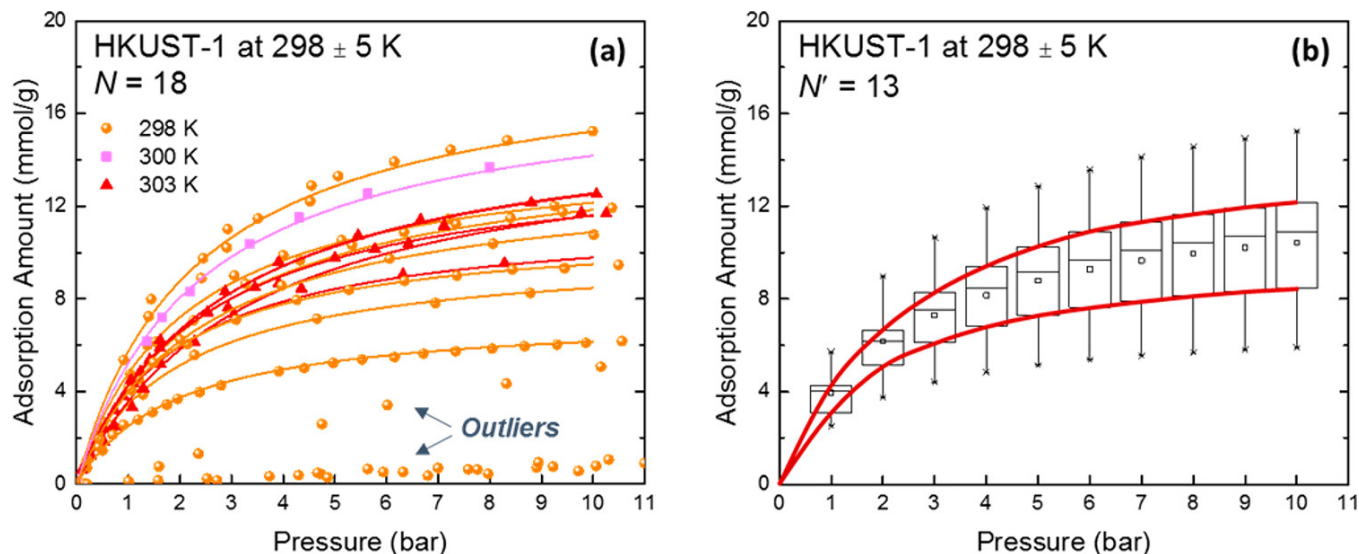 HKUST-1 at 298 ± 5 K
(a)
N = 18
298 K
300 K
303 K
Outliers
Adsorption Amount (mmol/g)
20
16
12
8
4
0
0 1 2 3 4 5 6 7 8 9 10 11
Pressure (bar)
HKUST-1 at 298 ± 5 K
(b)
N' = 13
Adsorption Amount (mmol/g)
20
16
12
8
4
0
0 1 2 3 4 5 6 7 8 9 10 11
Pressure (bar)